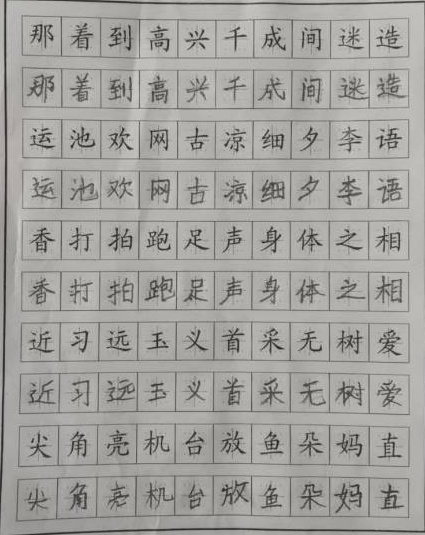 那着到高兴千成间迷造
那着到高兴千成间迷造
运池欢网古凉细夕李语
运池欢网古凉细夕李语
香打拍跑足声身体之相
香打拍跑足声身体之相
近习远玉义首采无树爱
近习远玉义首采无树爱
尖角亮机台放鱼朵妈直
尖角亮机台放鱼朵妈直